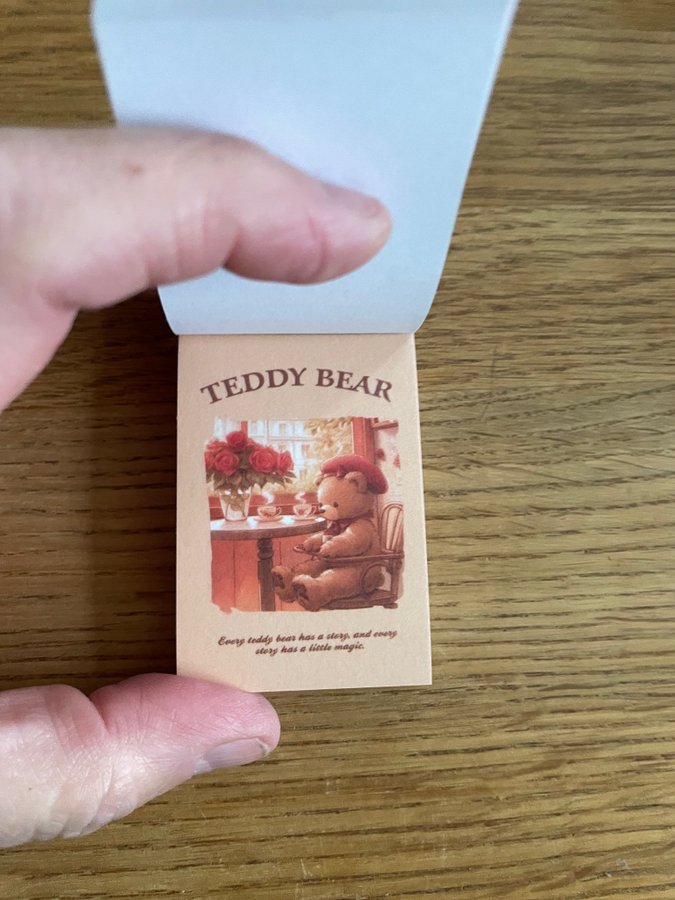 TEDDY BEAR
Every teddy bear has a story, and every
story has a little magic.